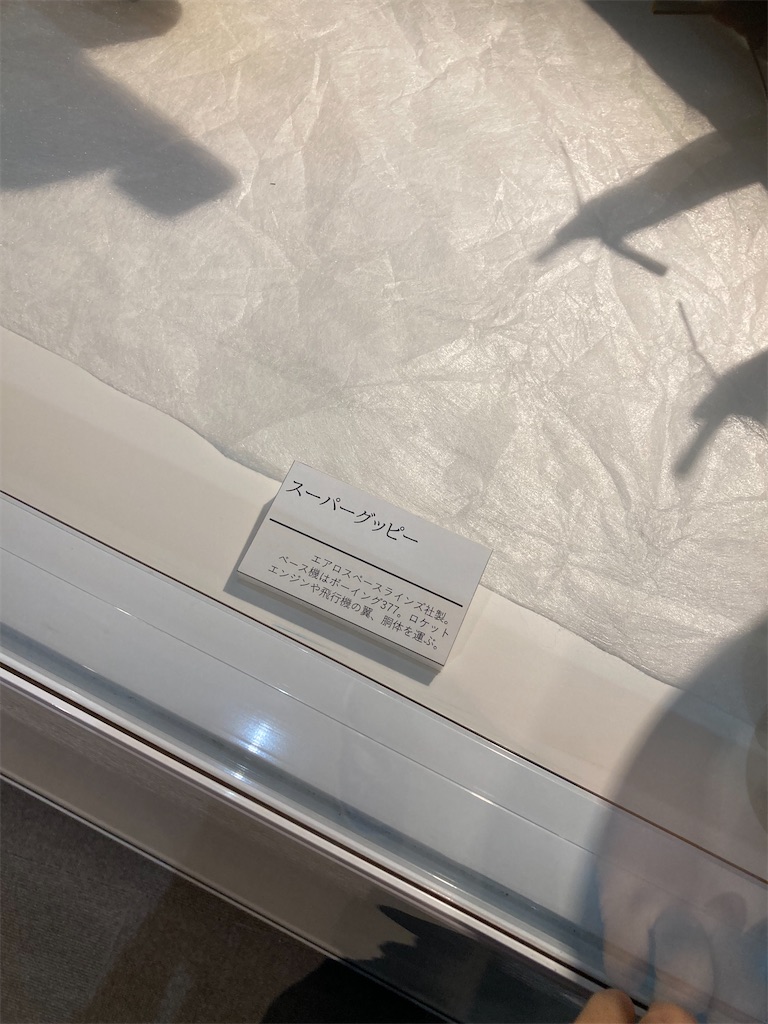 スーパーグッピー
エアロスペースラインズ社製。
ベース機はボーイング377。ロケット
エンジンや飛行機の翼、胴体を運ぶ。